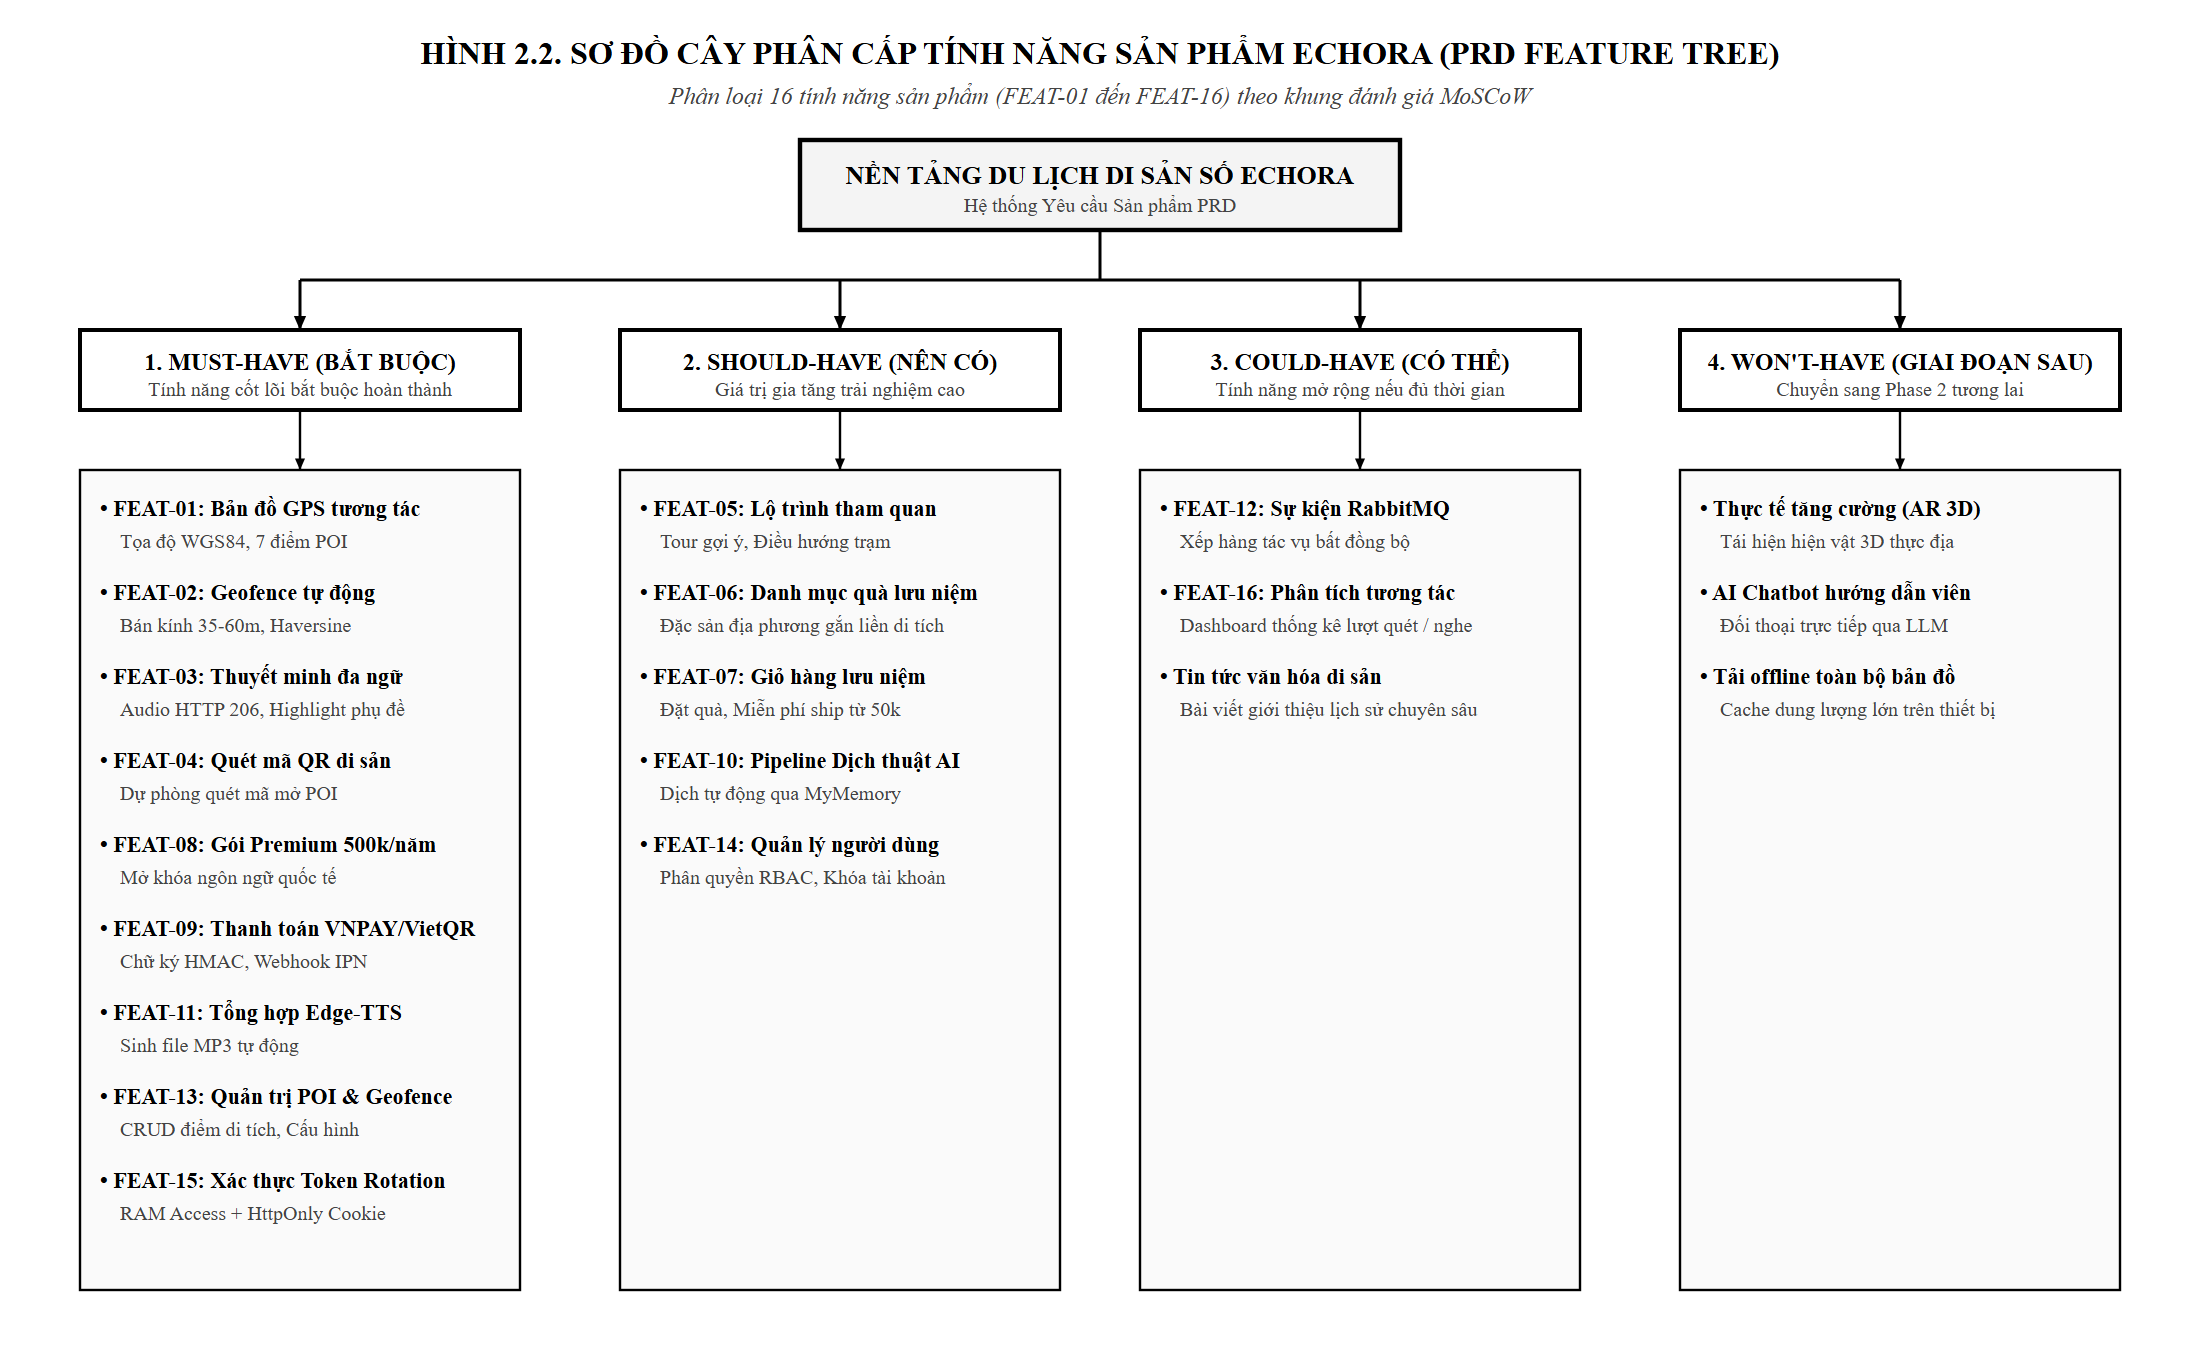 HÌNH 2.2. SƠ ĐỒ CÂY PHÂN CẤP TÍNH NĂNG SẢN PHẨM ECHORA (PRD FEATURE TREE)
Phân loại 16 tính năng sản phẩm (FEAT-01 đến FEAT-16) theo khung đánh giá MoSCoW
NỀN TẢNG DU LỊCH DI SẢN SỐ ECHORA
Hệ thống Yêu cầu Sản phẩm PRD
1. MUST-HAVE (BẮT BUỘC)
Tính năng cốt lõi bắt buộc hoàn thành
• FEAT-01: Bản đồ GPS tương tác
Tọa độ WGS84, 7 điểm POI
• FEAT-02: Geofence tự động
Bán kính 35-60m, Haversine
• FEAT-03: Thuyết minh đa ngữ
Audio HTTP 206, Highlight phụ đề
• FEAT-04: Quét mã QR di sản
Dự phòng quét mã mở POI
• FEAT-08: Gói Premium 500k/năm
Mở khóa ngôn ngữ quốc tế
• FEAT-09: Thanh toán VNPAY/VietQR
Chữ ký HMAC, Webhook IPN
• FEAT-11: Tổng hợp Edge-TTS
Sinh file MP3 tự động
• FEAT-13: Quản trị POI & Geofence
CRUD điểm di tích, Cấu hình
• FEAT-15: Xác thực Token Rotation
RAM Access + HttpOnly Cookie
2. SHOULD-HAVE (NÊN CÓ)
Giá trị gia tăng trải nghiệm cao
• FEAT-05: Lộ trình tham quan
Tour gợi ý, Điều hướng trạm
• FEAT-06: Danh mục quà lưu niệm
Đặc sản địa phương gắn liền di tích
• FEAT-07: Giỏ hàng lưu niệm
Đặt quà, Miễn phí ship từ 50k
• FEAT-10: Pipeline Dịch thuật AI
Dịch tự động qua MyMemory
• FEAT-14: Quản lý người dùng
Phân quyền RBAC, Khóa tài khoản
3. COULD-HAVE (CÓ THỂ)
Tính năng mở rộng nếu đủ thời gian
• FEAT-12: Sự kiện RabbitMQ
Xếp hàng tác vụ bất đồng bộ
• FEAT-16: Phân tích tương tác
Dashboard thống kê lượt quét / nghe
• Tin tức văn hóa di sản
Bài viết giới thiệu lịch sử chuyên sâu
4. WON'T-HAVE (GIAI ĐOẠN SAU)
Chuyển sang Phase 2 tương lai
• Thực tế tăng cường (AR 3D)
Tái hiện hiện vật 3D thực địa
• AI Chatbot hướng dẫn viên
Đối thoại trực tiếp qua LLM
• Tải offline toàn bộ bản đồ
Cache dung lượng lớn trên thiết bị